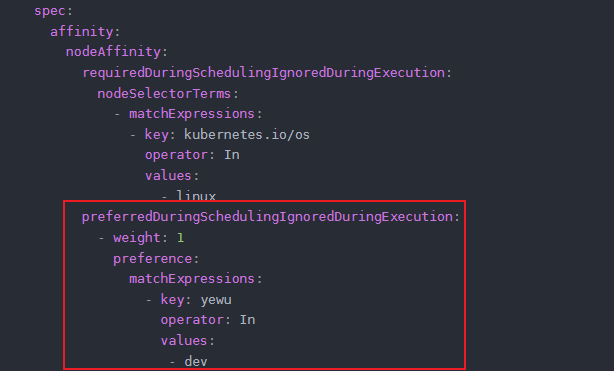 spec:
affinity:
nodeAffinity:
requiredDuringSchedulingIgnoredDuringExecution:
nodeSelectorTerms:
- matchExpressions:
- key: kubernetes.io/os
operator: In
values:
- linux
preferredDuringSchedulingIgnoredDuringExecution:
- weight: 1
preference:
matchExpressions:
- key: yewu
operator: In
values:
- dev